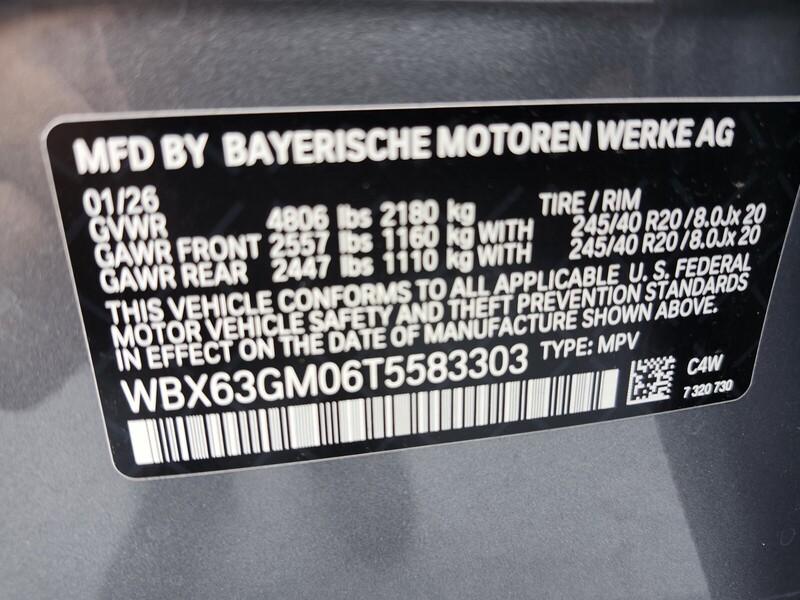 MFD BY BAYERISCHE MOTOREN WERKE AG
01/26 TIRE / RIM
GVWR 4806 lbs 2180 kg
GAWR FRONT 2557 lbs 1160 kg WITH 245/40 R20 / 8.0Jx 20
GAWR REAR 2447 lbs 1110 kg WITH 245/40 R20 / 8.0Jx 20
THIS VEHICLE CONFORMS TO ALL APPLICABLE U. S. FEDERAL
MOTOR VEHICLE SAFETY AND THEFT PREVENTION STANDARDS
IN EFFECT ON THE DATE OF MANUFACTURE SHOWN ABOVE.
WBX63GM06T5583303 TYPE: MPV
C4W
7 320 730